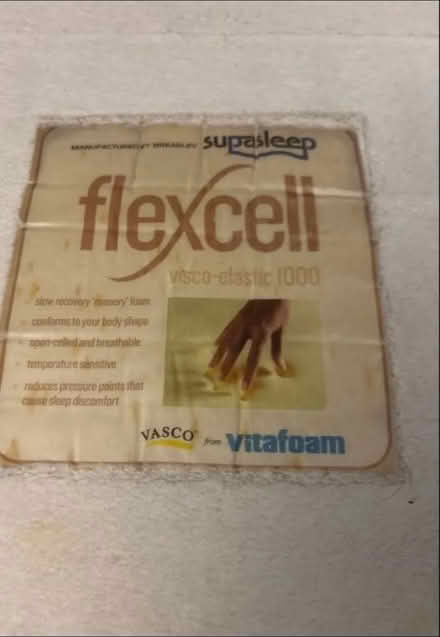 MANUFACTURED BY BREASLEY supasleep
flexcell
visco-elastic 1000
slow recovery 'memory' foam
conforms to your body shape
open-celled and breathable
temperature sensitive
reduces pressure points that
cause sleep discomfort
VASCO from Vitafoam